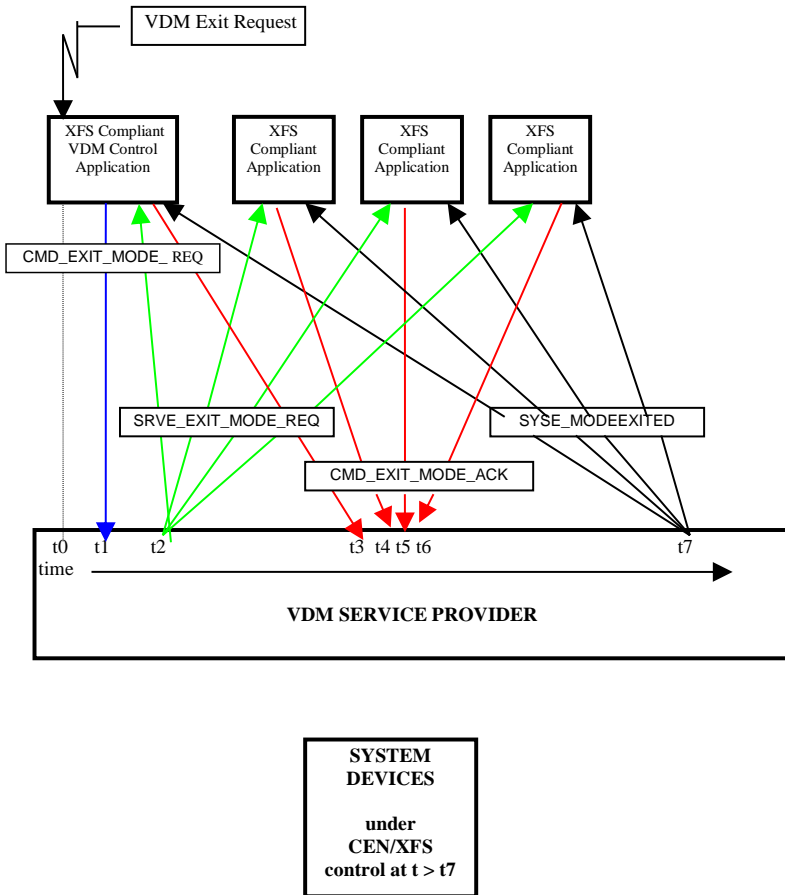 VDM Exit Request
XFS Compliant
VDM Control
Application
XFS
Compliant
Application
XFS
Compliant
Application
XFS
Compliant
Application
CMD_EXIT_MODE_ REQ
SRVE_EXIT_MODE_REQ
SYSE_MODEEXITED
CMD_EXIT_MODE_ACK
t0 t1 t2 t3 t4 t5 t6 t7
time
VDM SERVICE PROVIDER
SYSTEM
DEVICES
under
CEN/XFS
control at t > t7